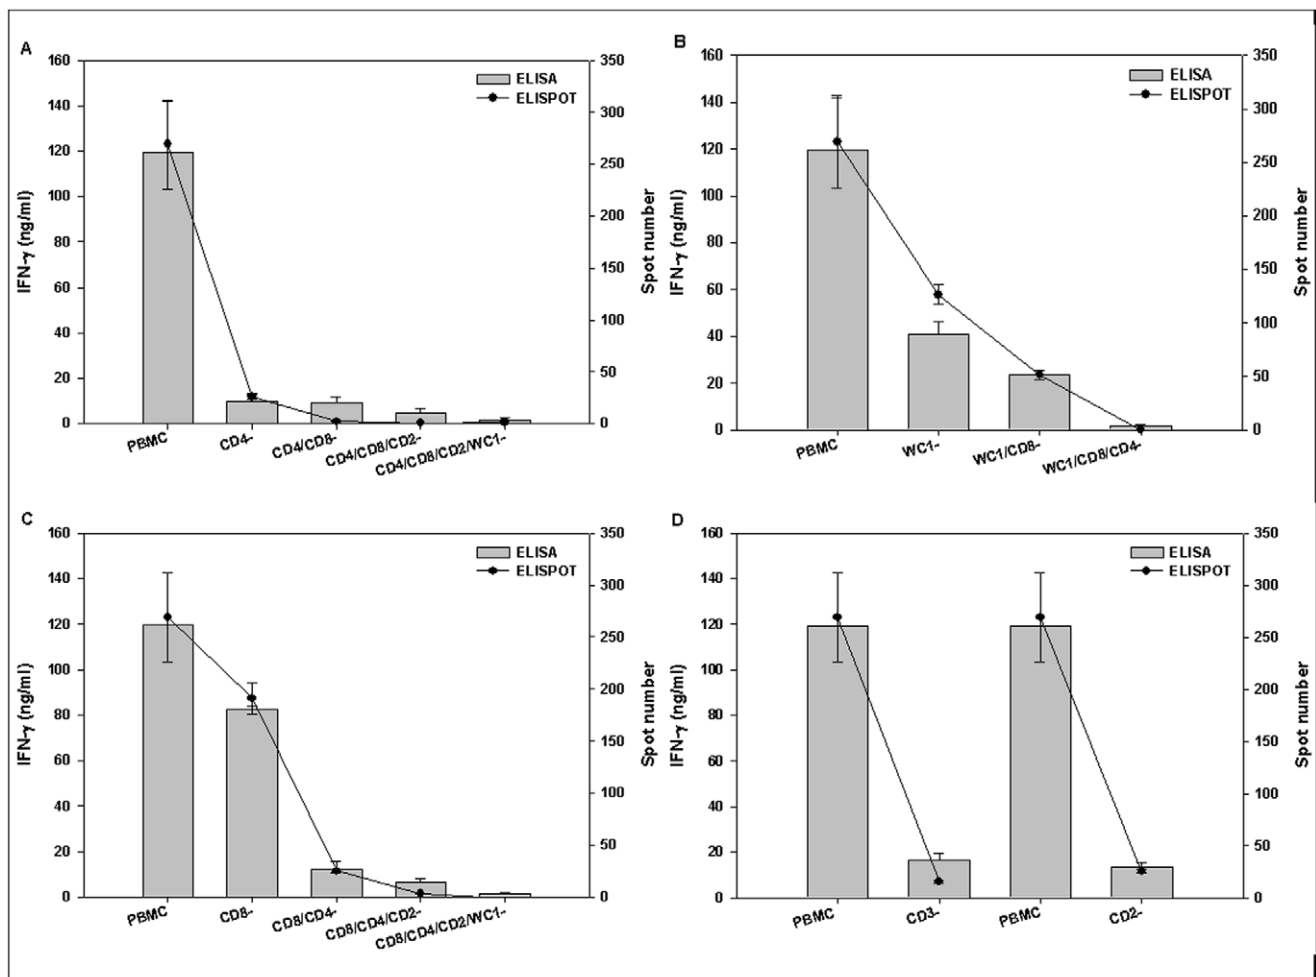 A
160
140
120
100
80
60
40
20
0
IFN-γ (ng/ml)
350
300
250
200
150
100
50
0
Spot number
ELISA
ELISPOT
PBMC
CD4-
CD4/CD8-
CD4/CD8/CD2-
CD4/CD8/CD2/WC1-
B
160
140
120
100
80
60
40
20
0
IFN-γ (ng/ml)
350
300
250
200
150
100
50
0
Spot number
ELISA
ELISPOT
PBMC
WC1-
WC1/CD8-
WC1/CD8/CD4-
C
160
140
120
100
80
60
40
20
0
IFN-γ (ng/ml)
350
300
250
200
150
100
50
0
Spot number
ELISA
ELISPOT
PBMC
CD8-
CD8/CD4-
CD8/CD4/CD2-
CD8/CD4/CD2/WC1-
D
160
140
120
100
80
60
40
20
0
IFN-γ (ng/ml)
350
300
250
200
150
100
50
0
Spot number
ELISA
ELISPOT
PBMC
CD3-
PBMC
CD2-